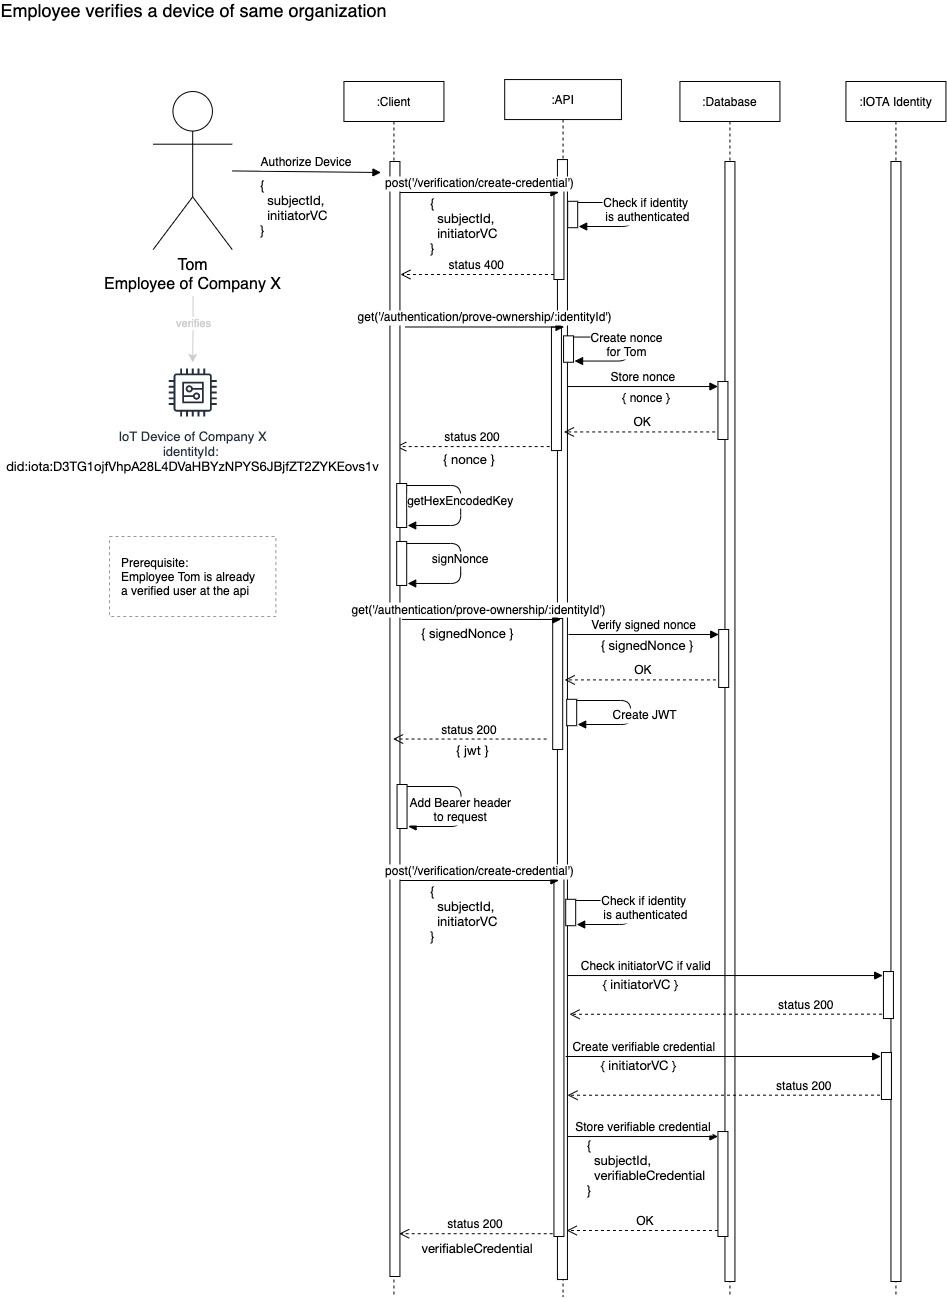 Employee verifies a device of same organization
:Client
:API
:Database
:IOTA Identity
Authorize Device
{
subjectId,
initiatorVC
}
Tom
Employee of Company X
verifies
IoT Device of Company X
identityId:
did:iota:D3TG1ojfVhpA28L4DVaHBYzNPYS6JBjfZT2ZYKEovs1v
Prerequisite:
Employee Tom is already
a verified user at the api
post('/verification/create-credential')
{
subjectId,
initiatorVC
}
Check if identity
is authenticated
status 400
get('/authentication/prove-ownership/:identityId')
Create nonce
for Tom
Store nonce
{ nonce }
OK
status 200
{ nonce }
getHexEncodedKey
signNonce
get('/authentication/prove-ownership/:identityId')
{ signedNonce }
Verify signed nonce
{ signedNonce }
OK
Create JWT
status 200
{ jwt }
Add Bearer header
to request
post('/verification/create-credential')
{
subjectId,
initiatorVC
}
Check if identity
is authenticated
Check initiatorVC if valid
{ initiatorVC }
status 200
Create verifiable credential
{ initiatorVC }
status 200
Store verifiable credential
{
subjectId,
verifiableCredential
}
OK
status 200
verifiableCredential